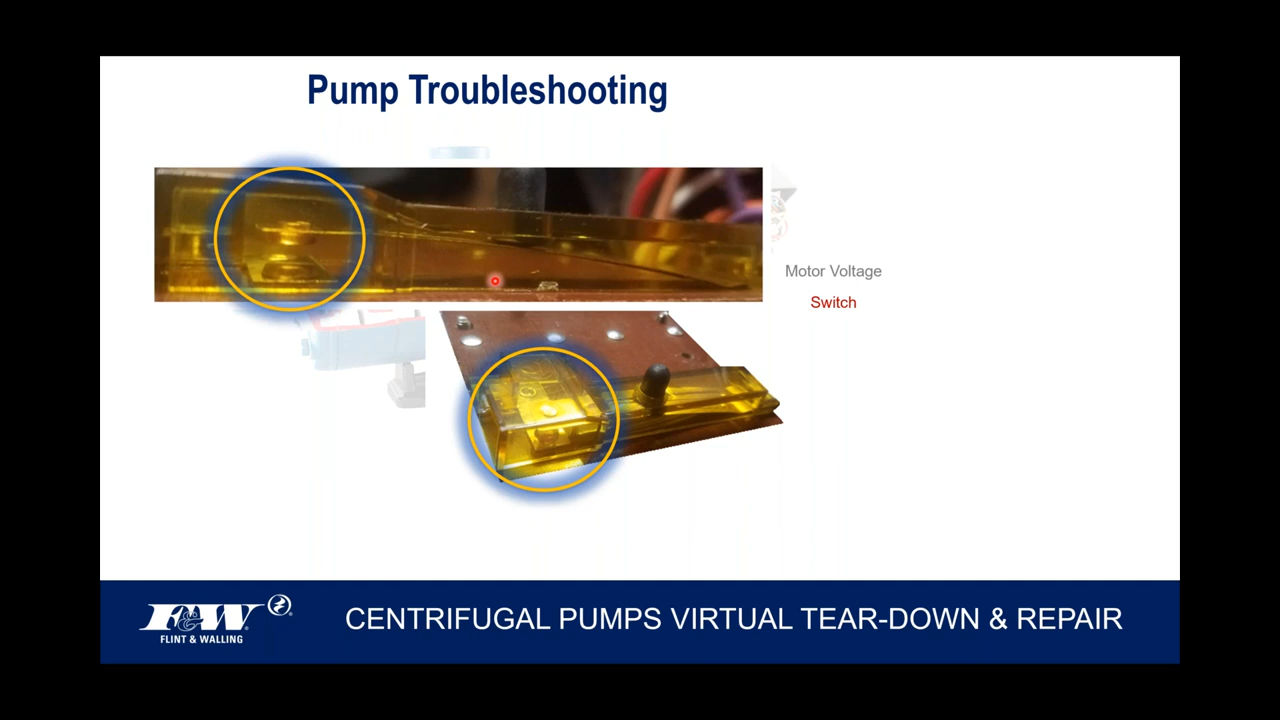 Pump Troubleshooting
Motor Voltage
Switch
F&W
FLINT & WALLING
CENTRIFUGAL PUMPS VIRTUAL TEAR-DOWN & REPAIR